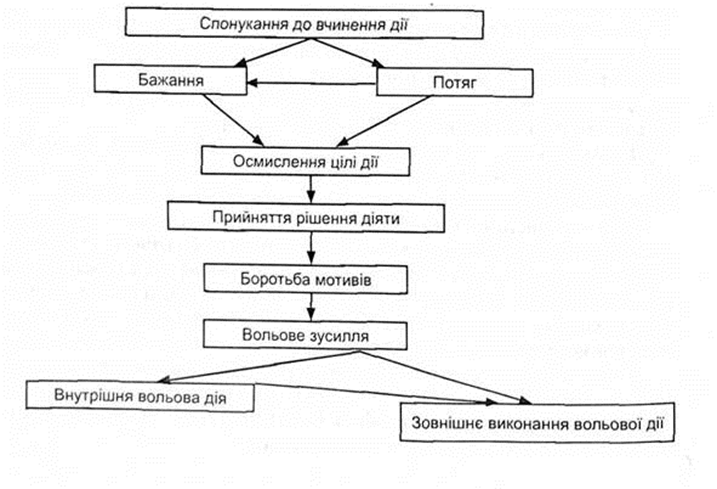 Спонукання до вчинення дії
Бажання
Потяг
Осмислення цілі дії
Прийняття рішення діяти
Боротьба мотивів
Вольове зусилля
Внутрішня вольова дія
Зовнішнє виконання вольової дії